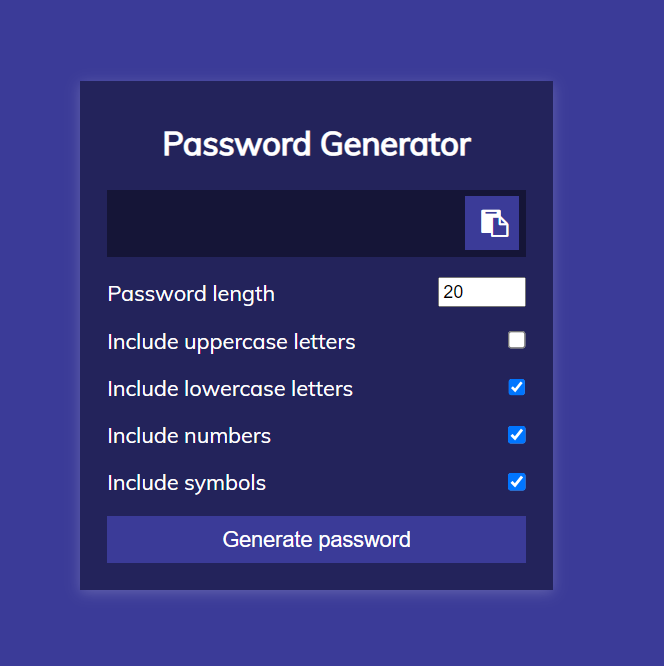 Password Generator
Password length 20
Include uppercase letters
Include lowercase letters
Include numbers
Include symbols
Generate password